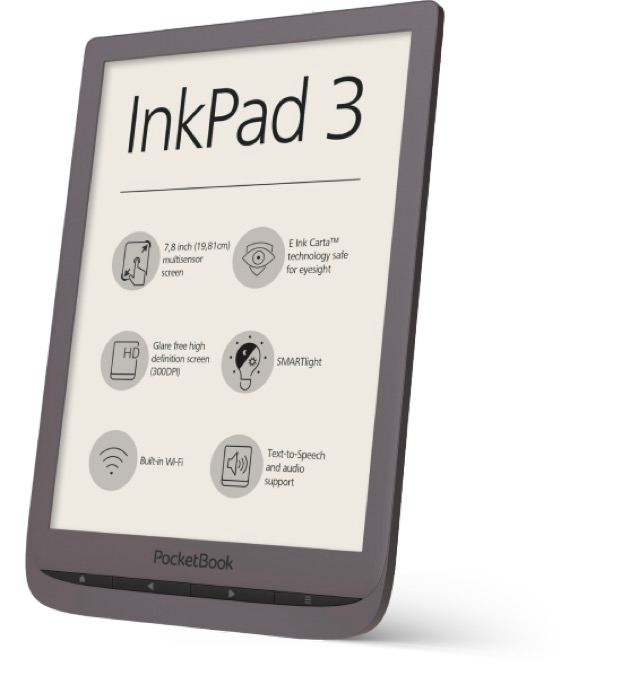 InkPad 3
7,8 inch (19,81cm)
multisensor
screen
E Ink Carta™
technology safe
for eyesight
HD
Glare free high
definition screen
(300DPI)
SMARTlight
Built-in Wi-Fi
Text-to-Speech
and audio
support
PocketBook